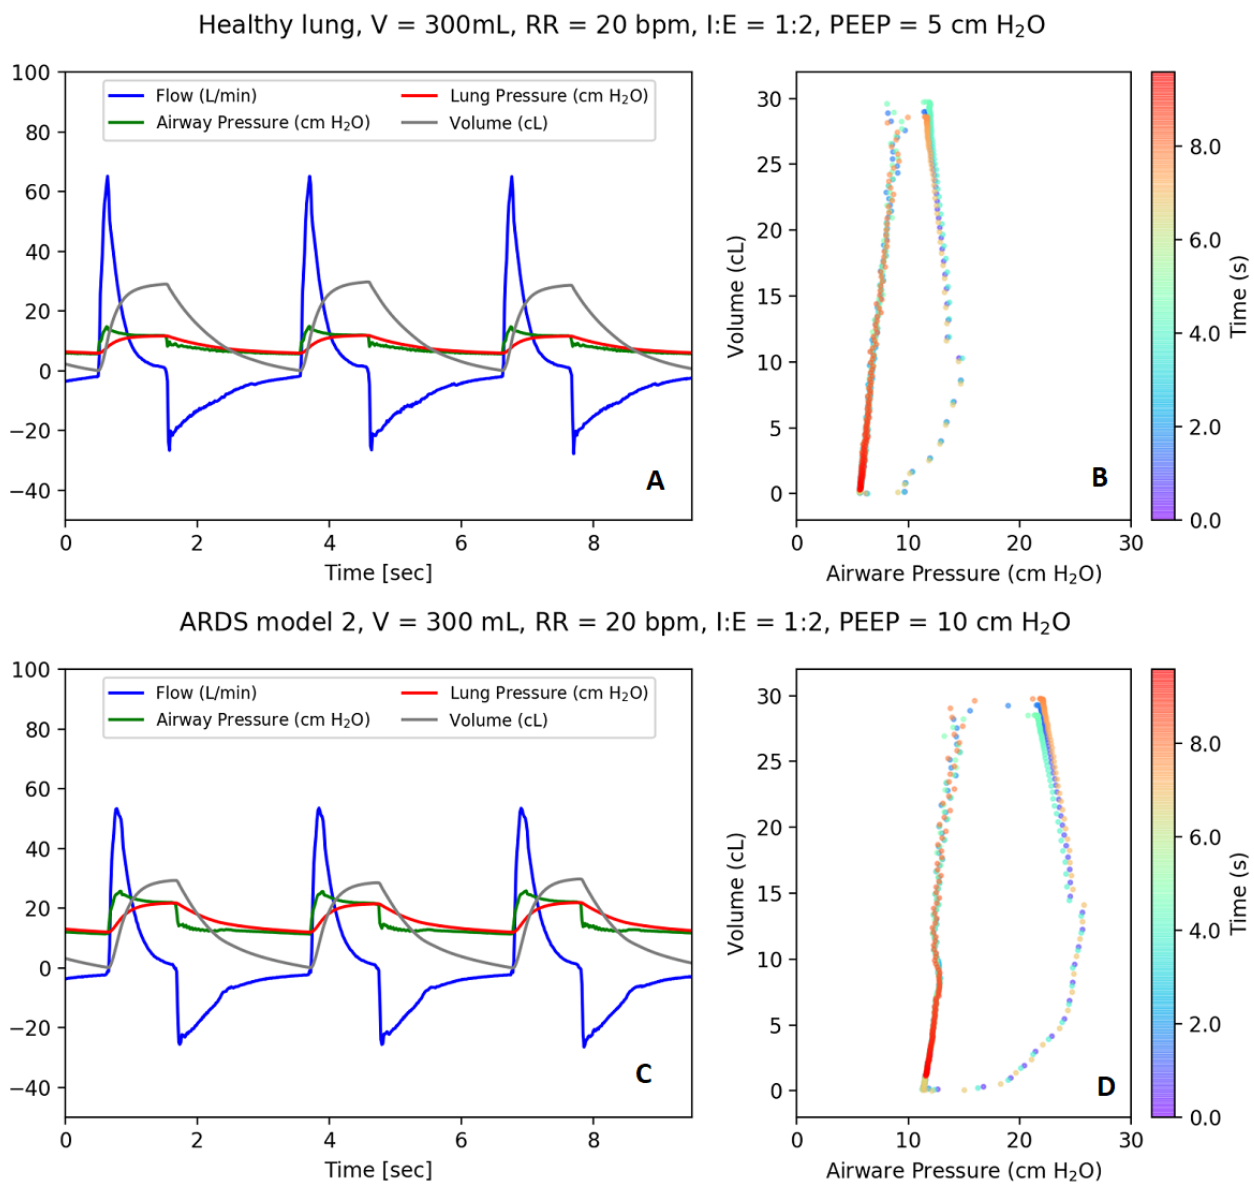 Healthy lung, V = 300mL, RR = 20 bpm, I:E = 1:2, PEEP = 5 cm H₂O
100
80
60
40
20
0
−20
−40
Flow (L/min)
Airway Pressure (cm H₂O)
Lung Pressure (cm H₂O)
Volume (cL)
A
0 2 4 6 8
Time [sec]
Volume (cL)
30
25
20
15
10
5
0
B
0 10 20 30
Airware Pressure (cm H₂O)
8.0
6.0
4.0
2.0
0.0
Time (s)
ARDS model 2, V = 300 mL, RR = 20 bpm, I:E = 1:2, PEEP = 10 cm H₂O
100
80
60
40
20
0
−20
−40
Flow (L/min)
Airway Pressure (cm H₂O)
Lung Pressure (cm H₂O)
Volume (cL)
C
0 2 4 6 8
Time [sec]
Volume (cL)
30
25
20
15
10
5
0
D
0 10 20 30
Airware Pressure (cm H₂O)
8.0
6.0
4.0
2.0
0.0
Time (s)